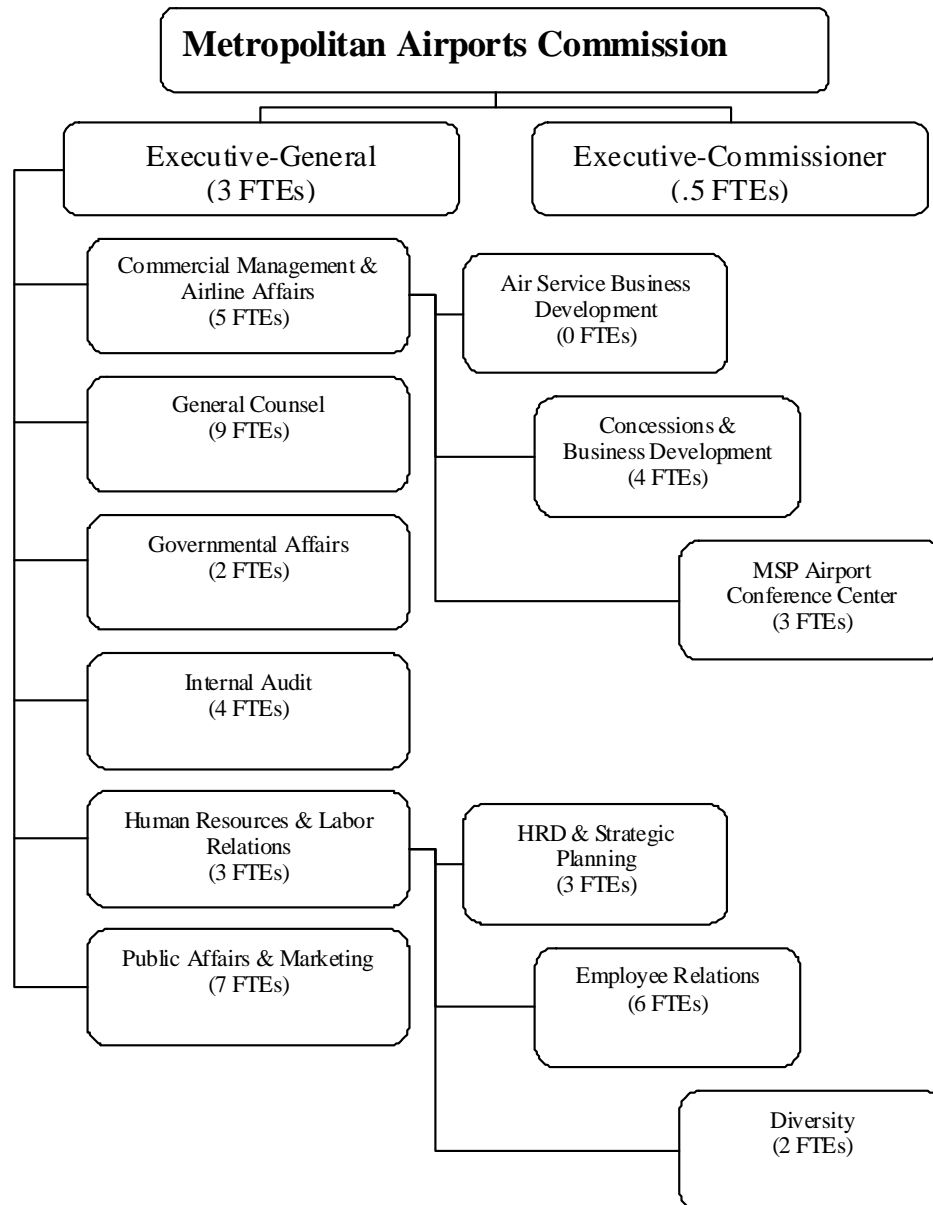 Metropolitan Airports Commission
Executive-General
(3 FTEs)
Executive-Commissioner
(.5 FTEs)
Commercial Management &
Airline Affairs
(5 FTEs)
Air Service Business
Development
(0 FTEs)
General Counsel
(9 FTEs)
Concessions &
Business Development
(4 FTEs)
Governmental Affairs
(2 FTEs)
MSP Airport
Conference Center
(3 FTEs)
Internal Audit
(4 FTEs)
Human Resources & Labor
Relations
(3 FTEs)
HRD & Strategic
Planning
(3 FTEs)
Public Affairs & Marketing
(7 FTEs)
Employee Relations
(6 FTEs)
Diversity
(2 FTEs)